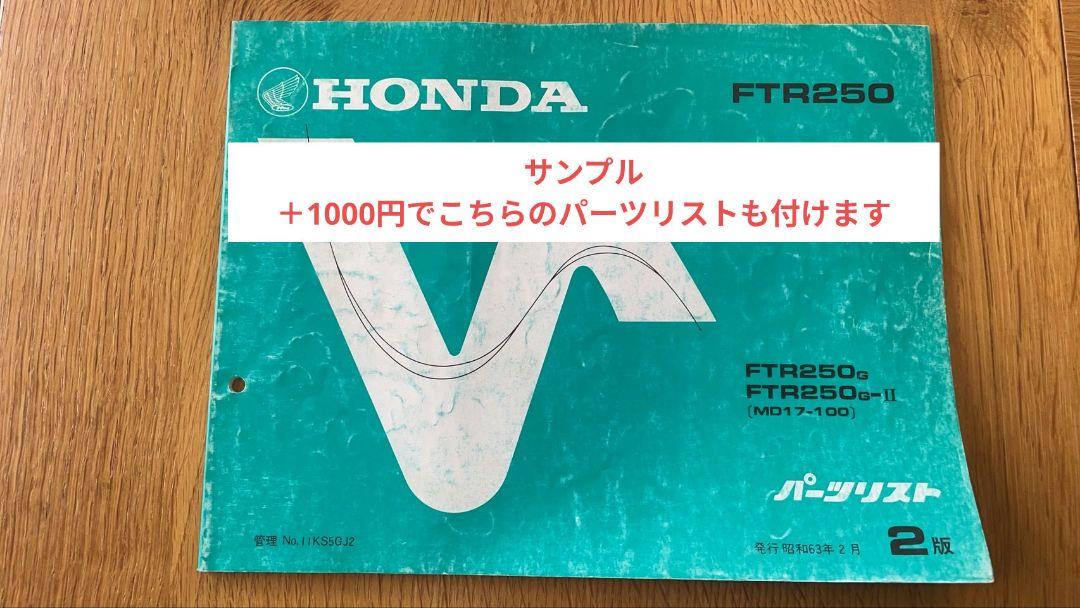 HONDA
FTR250
サンプル
+1000円でこちらのパーツリストも付けます
FTR250G
FTR250G-II
(MD17-100)
パーツリスト
管理 No.11KS5GJ2
発行 昭和63年2月
2版